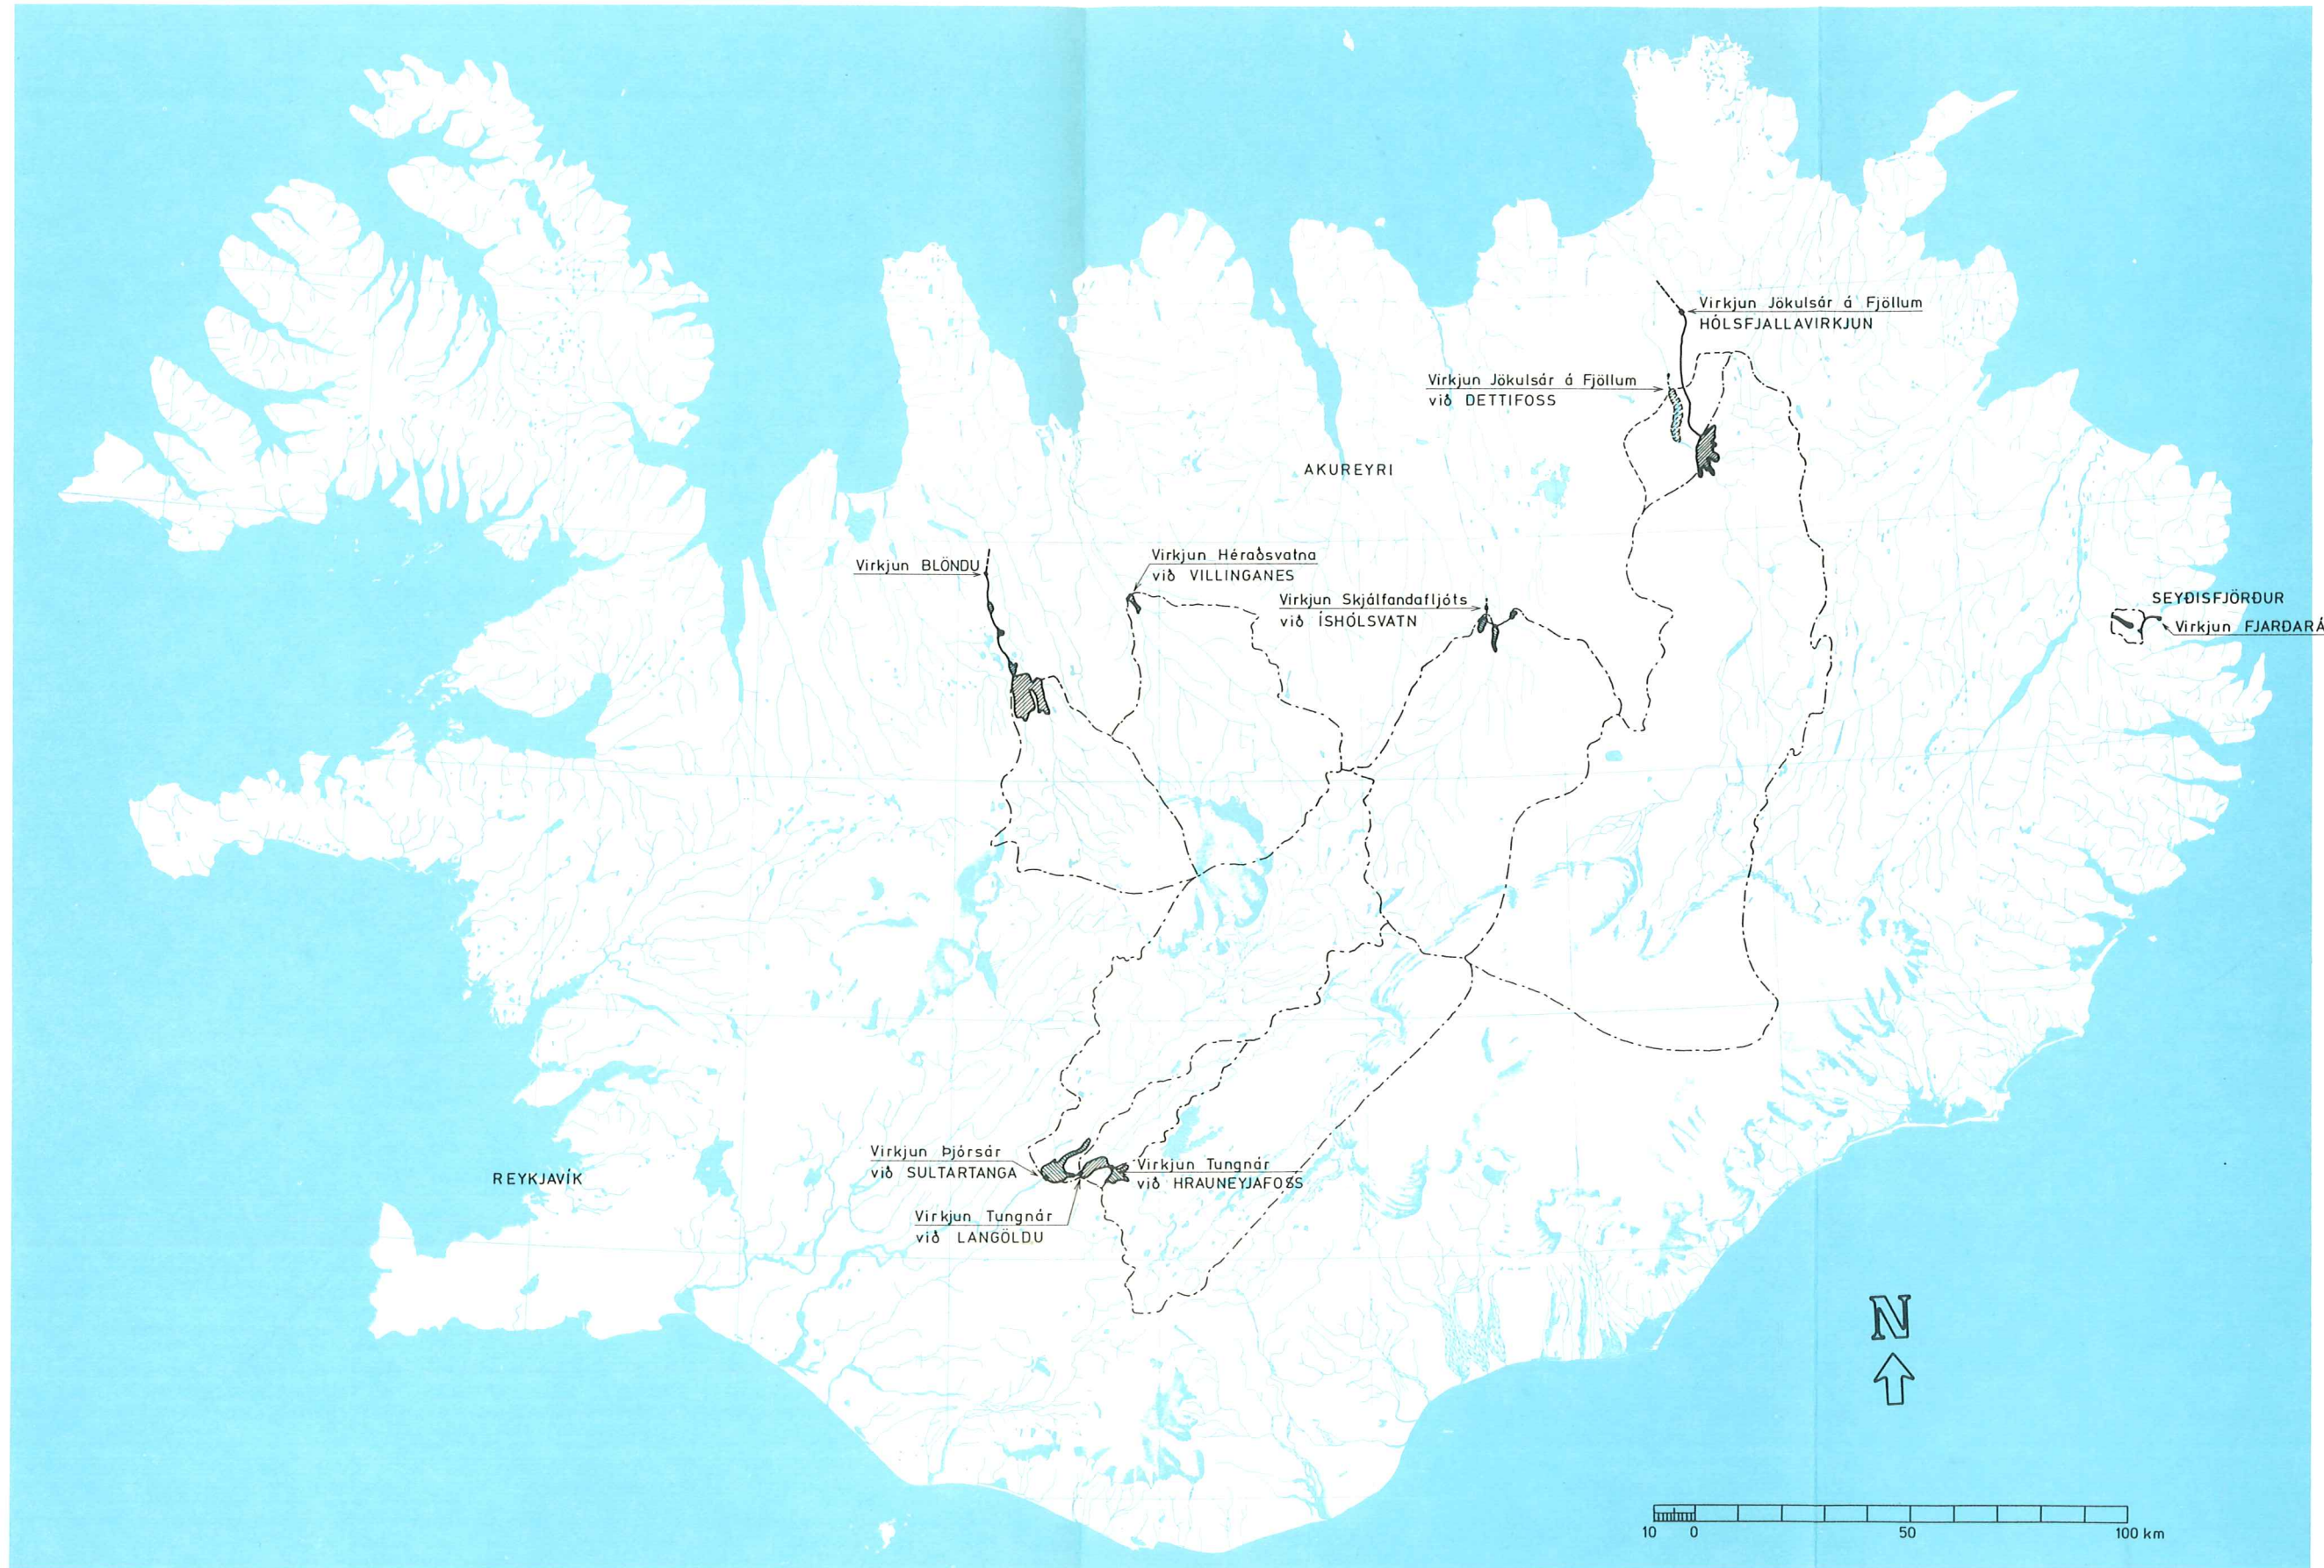 Virkjun Jökulsár á Fjöllum
HÓLSFJALLAVIRKJUN
Virkjun Jökulsár á Fjöllum
við DETTIFOSS
AKUREYRI
Virkjun BLÖNDU
Virkjun Héraðsvatna
við VILLINGANES
Virkjun Skjálfandafljóts
við ÍSHÓLSVATN
SEYÐISFJÖRÐUR
Virkjun FJARÐARÁ
Virkjun Þjórsár
við SULTARTANGA
Virkjun Tungnár
við HRAUNEYJAFOSS
REYKJAVÍK
Virkjun Tungnár
við LANGÖLDU
N
10 0 50 100 km